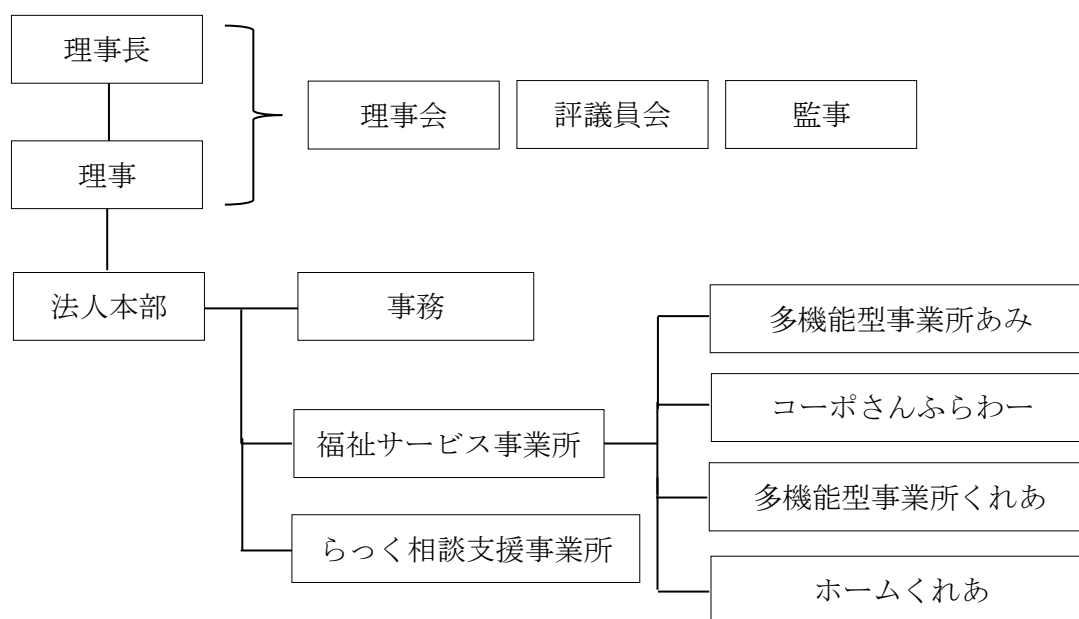 理事長
理事会
評議員会
監事
理事
法人本部
事務
多機能型事業所あみ
コーポさんふらわー
福祉サービス事業所
多機能型事業所くれあ
らっく相談支援事業所
ホームくれあ